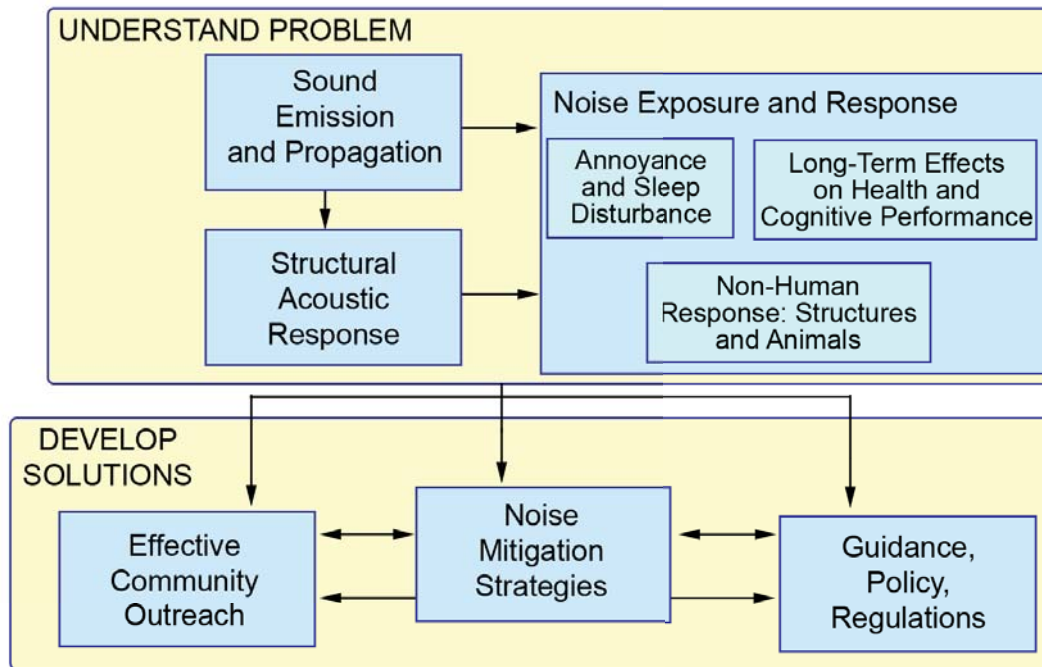 UNDERSTAND PROBLEM
Sound
Emission
and Propagation
Structural
Acoustic
Response
Noise Exposure and Response
Annoyance
and Sleep
Disturbance
Long-Term Effects
on Health and
Cognitive Performance
Non-Human
Response: Structures
and Animals
DEVELOP
SOLUTIONS
Effective
Community
Outreach
Noise
Mitigation
Strategies
Guidance,
Policy,
Regulations